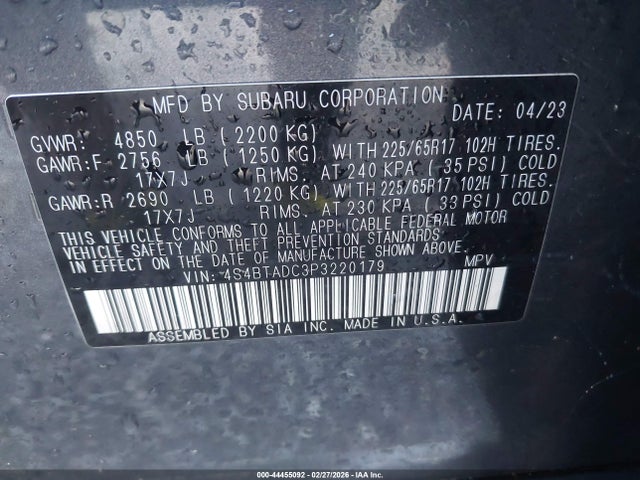 MFD BY SUBARU CORPORATION
DATE: 04/23
GVWR: 4850 LB (2200 KG)
GAWR:F 2756 LB (1250 KG) WITH 225/65R17 102H TIRES.
17X7J RIMS. AT 240 KPA (35 PSI) COLD
GAWR:R 2690 LB (1220 KG) WITH 225/65R17 102H TIRES.
17X7J RIMS. AT 230 KPA (33 PSI) COLD
THIS VEHICLE CONFORMS TO ALL APPLICABLE FEDERAL MOTOR
VEHICLE SAFETY AND THEFT PREVENTION STANDARDS
IN EFFECT ON THE DATE OF MANUFACTURE SHOWN ABOVE.
VIN: 4S4BTADC3P3220179 MPV
ASSEMBLED BY SIA INC. MADE IN U.S.A.
000-44455092 - 02/27/2026 - IAA Inc.